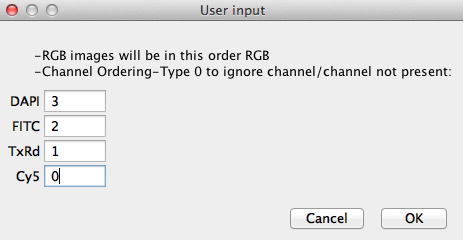 User input
-RGB images will be in this order RGB
-Channel Ordering-Type 0 to ignore channel/channel not present:
DAPI 3
FITC 2
TxRd 1
Cy5 0
Cancel OK